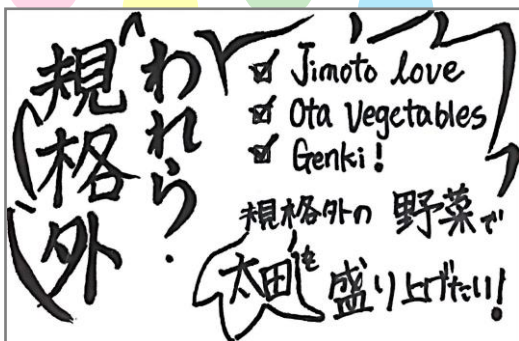 われら
規格外
☑ Jimoto love
☑ Ota Vegetables
☑ Genki!
規格外の 野菜で
太田を 盛り上げたい!